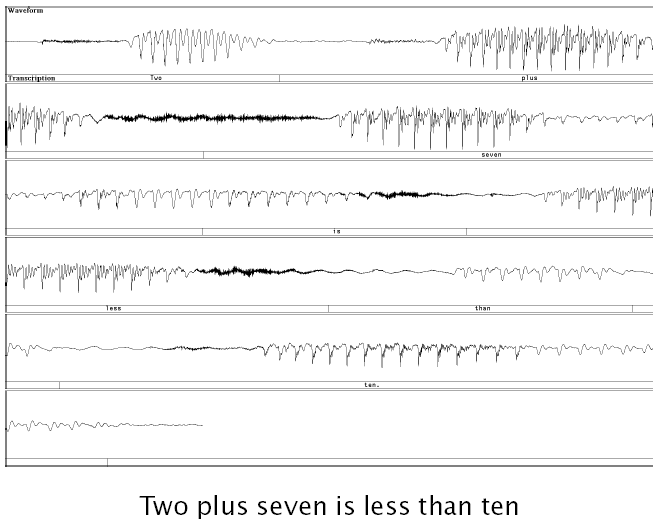 Waveform
Transcription Two plus
seven
is
less than
ten.
Two plus seven is less than ten